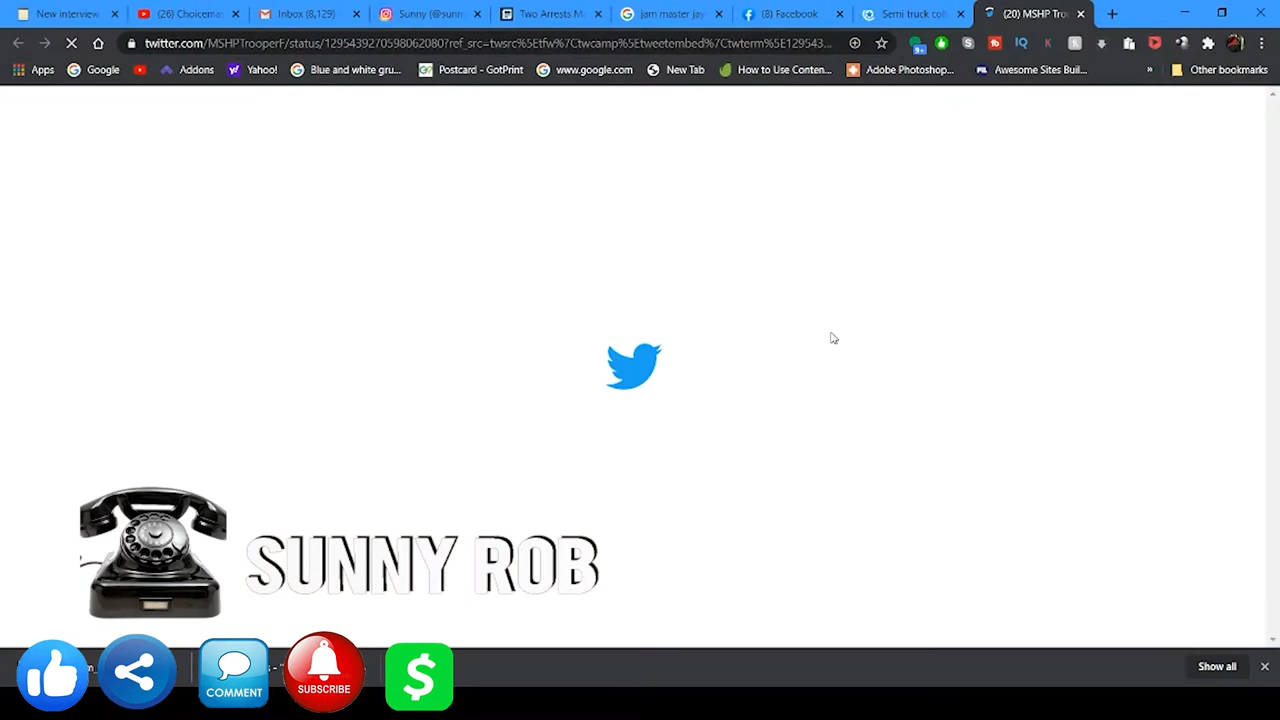 New interview
(26) Choicema
Inbox (8,129)
Sunny (@sunn
Two Arrests M
jam master jay
(8) Facebook
Semi truck coll
(20) MSHP Tro
twitter.com/MSHPTrooperF/status/1295439270598062080?ref_src=twsrc%5Etfw%7Ctwcamp%5Etweetembed%7Ctwterm%5E129543...
9+
IQ
K
Apps
Google
Addons
Yahoo!
Blue and white gru...
Postcard - GotPrint
www.google.com
New Tab
How to Use Conten...
Adobe Photoshop...
Awesome Sites Buil...
»
Other bookmarks
SUNNY ROB
COMMENT
SUBSCRIBE
$
Show all